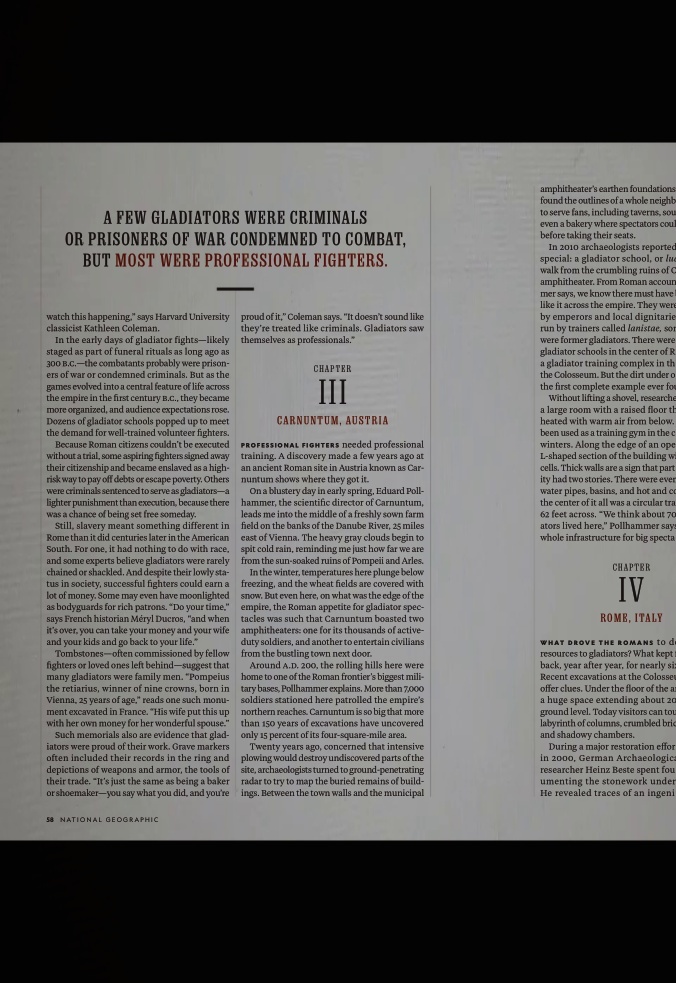 A FEW GLADIATORS WERE CRIMINALS
OR PRISONERS OF WAR CONDEMNED TO COMBAT,
BUT MOST WERE PROFESSIONAL FIGHTERS.
watch this happening," says Harvard University
classicist Kathleen Coleman.
In the early days of gladiator fights—likely
staged as part of funeral rituals as long ago as
300 B.C.—the combatants probably were prison-
ers of war or condemned criminals. But as the
games evolved into a central feature of life across
the empire in the first century B.C., they became
more organized, and audience expectations rose.
Dozens of gladiator schools popped up to meet
the demand for well-trained volunteer fighters.
Because Roman citizens couldn't be executed
without a trial, some aspiring fighters signed away
their citizenship and became enslaved as a high-
risk way to pay off debts or escape poverty. Others
were criminals sentenced to serve as gladiators—a
lighter punishment than execution, because there
was a chance of being set free someday.
Still, slavery meant something different in
Rome than it did centuries later in the American
South. For one, it had nothing to do with race,
and some experts believe gladiators were rarely
chained or shackled. And despite their lowly sta-
tus in society, successful fighters could earn a
lot of money. Some may even have moonlighted
as bodyguards for rich patrons. "Do your time,"
says French historian Méryl Ducros, "and when
it's over, you can take your money and your wife
and your kids and go back to your life."
Tombstones—often commissioned by fellow
fighters or loved ones left behind—suggest that
many gladiators were family men. "Pompeius
the retiarius, winner of nine crowns, born in
Vienna, 25 years of age," reads one such monu-
ment excavated in France. "His wife put this up
with her own money for her wonderful spouse."
Such memorials also are evidence that glad-
iators were proud of their work. Grave markers
often included their records in the ring and
depictions of weapons and armor, the tools of
their trade. "It's just the same as being a baker
or shoemaker—you say what you did, and you're
proud of it," Coleman says. "It doesn't sound like
they're treated like criminals. Gladiators saw
themselves as professionals."
CHAPTER
III
CARNUNTUM, AUSTRIA
PROFESSIONAL FIGHTERS needed professional
training. A discovery made a few years ago at
an ancient Roman site in Austria known as Car-
nuntum shows where they got it.
On a blustery day in early spring, Eduard Poll-
hammer, the scientific director of Carnuntum,
leads me into the middle of a freshly sown farm
field on the banks of the Danube River, 25 miles
east of Vienna. The heavy gray clouds begin to
spit cold rain, reminding me just how far we are
from the sun-soaked ruins of Pompeii and Arles.
In the winter, temperatures here plunge below
freezing, and the wheat fields are covered with
snow. But even here, on what was the edge of the
empire, the Roman appetite for gladiator spec-
tacles was such that Carnuntum boasted two
amphitheaters: one for its thousands of active-
duty soldiers, and another to entertain civilians
from the bustling town next door.
Around A.D. 200, the rolling hills here were
home to one of the Roman frontier's biggest mili-
tary bases, Pollhammer explains. More than 7,000
soldiers stationed here patrolled the empire's
northern reaches. Carnuntum is so big that more
than 150 years of excavations have uncovered
only 15 percent of its four-square-mile area.
Twenty years ago, concerned that intensive
plowing would destroy undiscovered parts of the
site, archaeologists turned to ground-penetrating
radar to try to map the buried remains of build-
ings. Between the town walls and the municipal
amphitheater's earthen foundations
found the outlines of a whole neighb
to serve fans, including taverns, sou
even a bakery where spectators coul
before taking their seats.
In 2010 archaeologists reported
special: a gladiator school, or lu
walk from the crumbling ruins of C
amphitheater. From Roman accoun
mer says, we know there must have
by emperors and local dignitarie
run by trainers called lanistae, so
were former gladiators. There were
gladiator schools in the center of R
a gladiator training complex in th
the Colosseum. But the dirt under o
the first complete example ever fou
Without lifting a shovel, researche
a large room with a raised floor th
heated with warm air from below.
been used as a training gym in the c
winters. Along the edge of an ope
L-shaped section of the building wi
cells. Thick walls are a sign that part
ity had two stories. There were ever
water pipes, basins, and hot and co
the center of it all was a circular tra
62 feet across. "We think about 70
ators lived here," Pollhammer says
whole infrastructure for big specta
CHAPTER
IV
ROME, ITALY
WHAT DROVE THE ROMANS to d
resources to gladiators? What kept
back, year after year, for nearly six
Recent excavations at the Colosseu
offer clues. Under the floor of the ar
a huge space extending about 20
ground level. Today visitors can tou
labyrinth of columns, crumbled bric
and shadowy chambers.
During a major restoration effor
in 2000, German Archaeologica
researcher Heinz Beste spent fou
umenting the stonework under
He revealed traces of an ingeni
58 NATIONAL GEOGRAPHIC